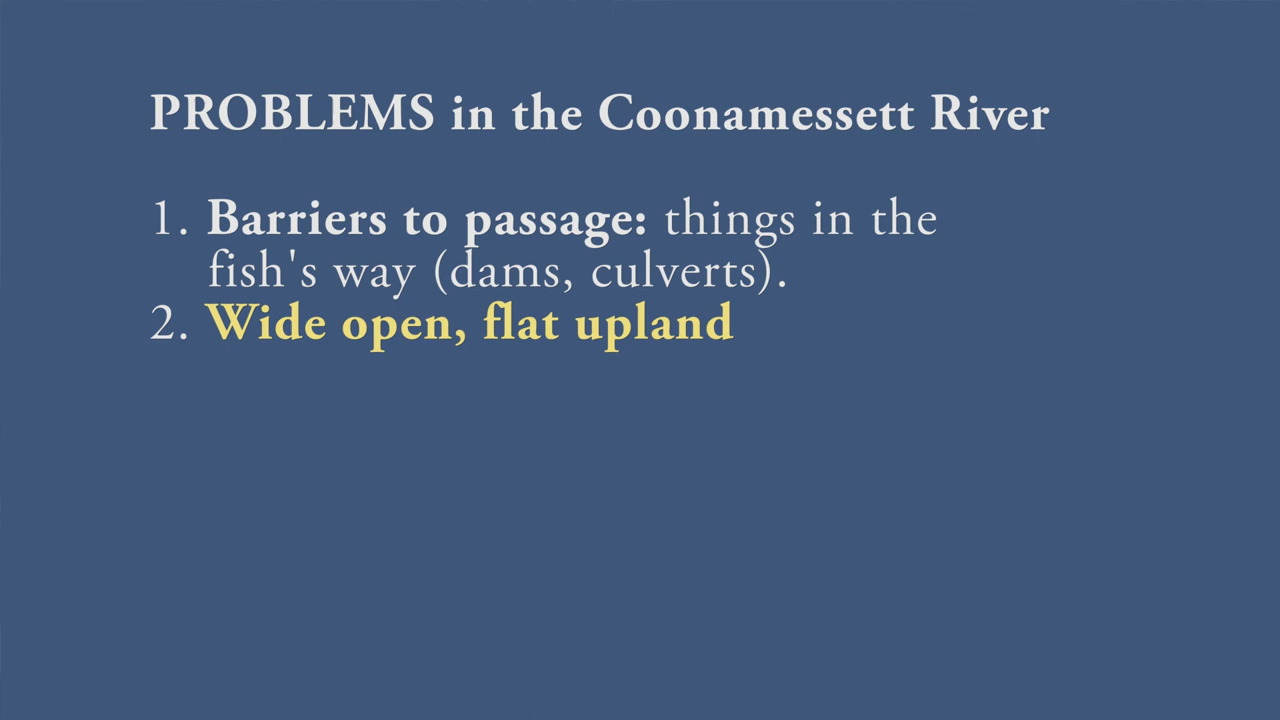 PROBLEMS in the Coonamessett River
1. Barriers to passage: things in the
fish's way (dams, culverts).
2. Wide open, flat upland